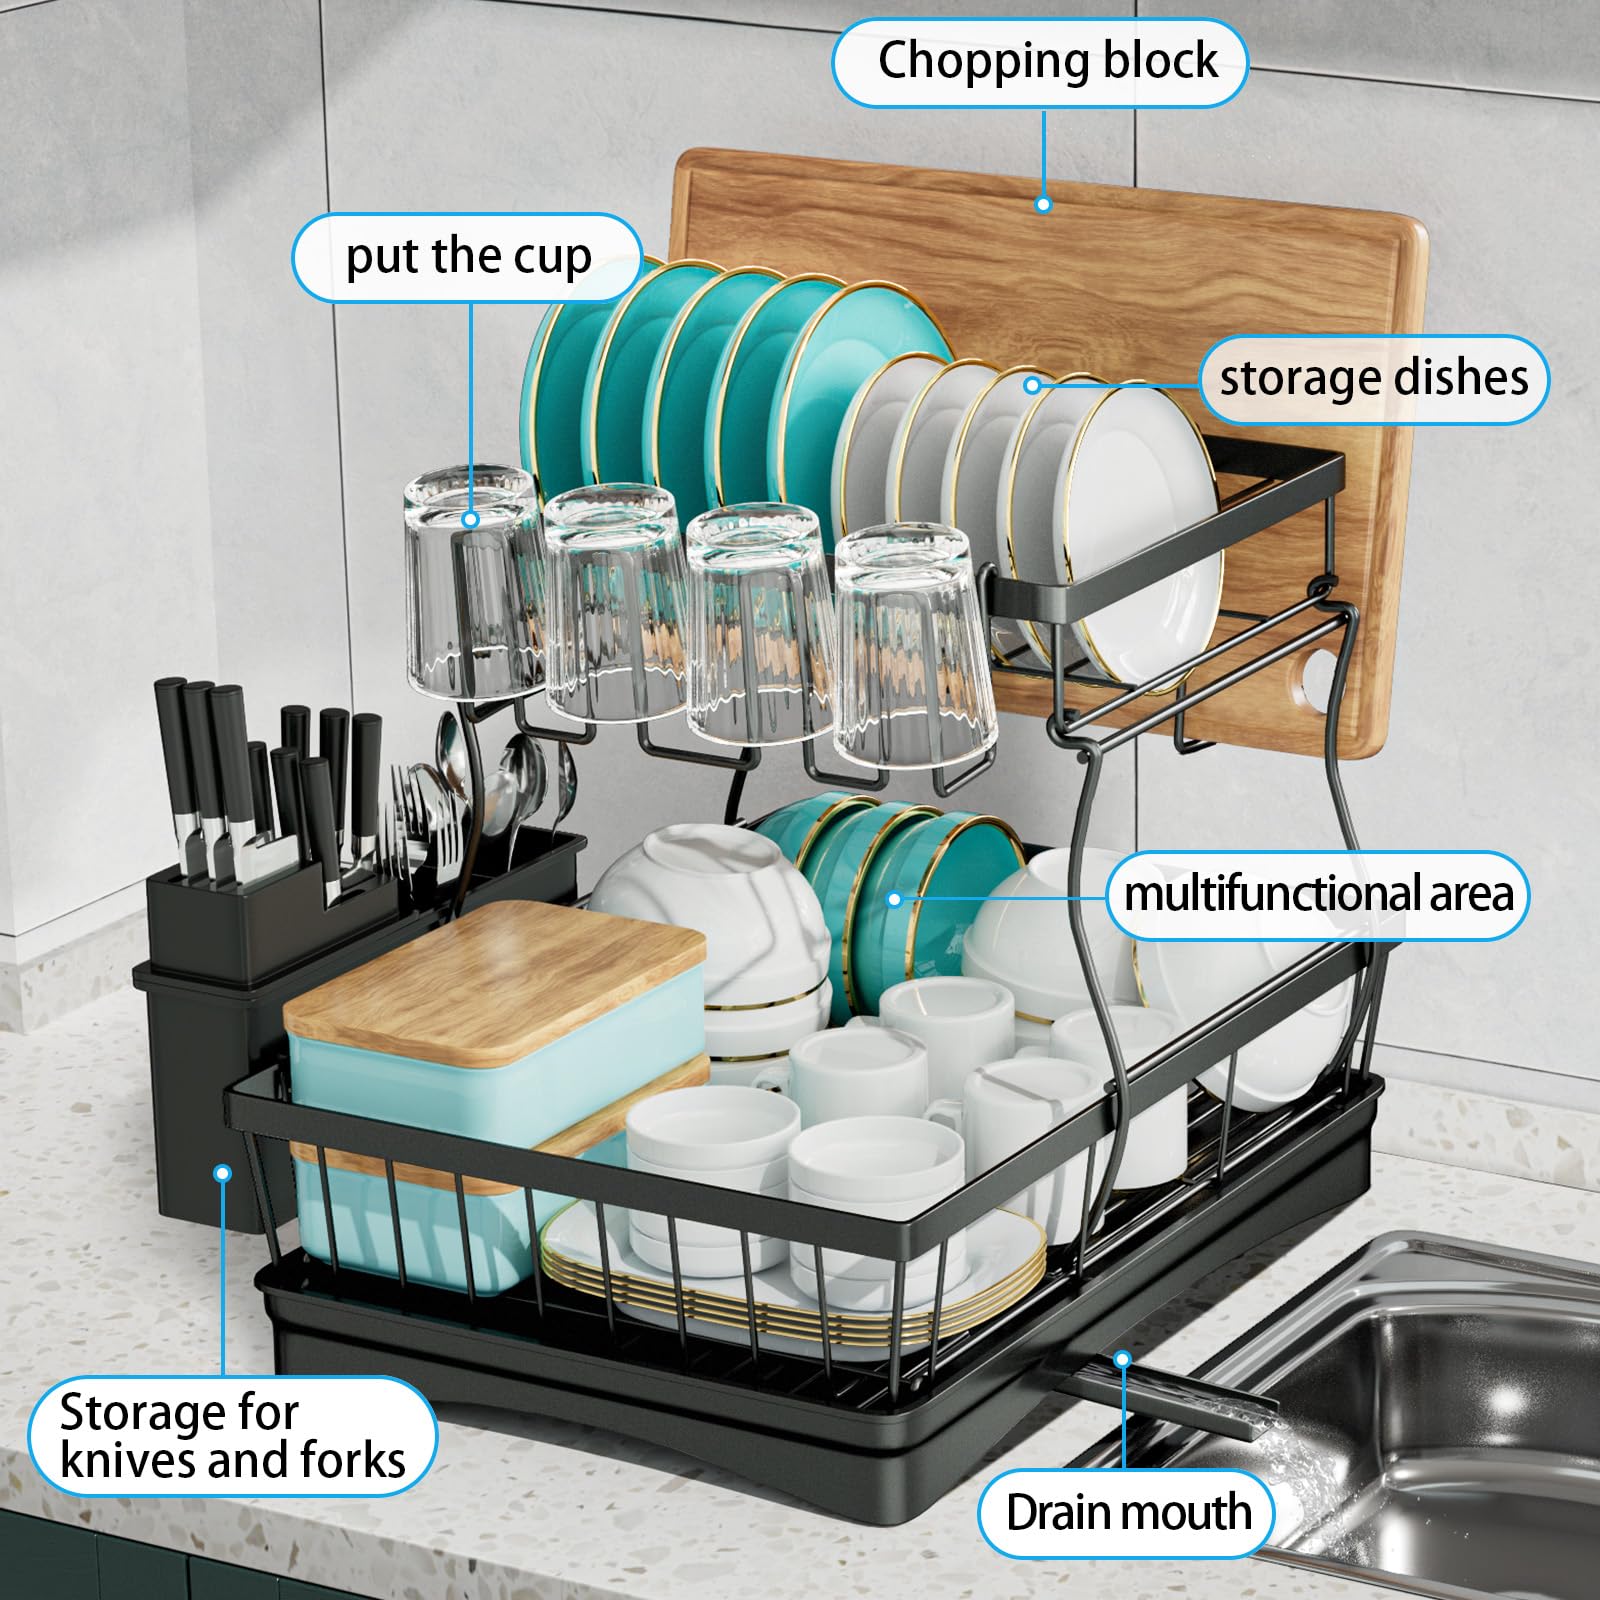 Chopping block
put the cup
storage dishes
multifunctional area
Storage for
knives and forks
Drain mouth